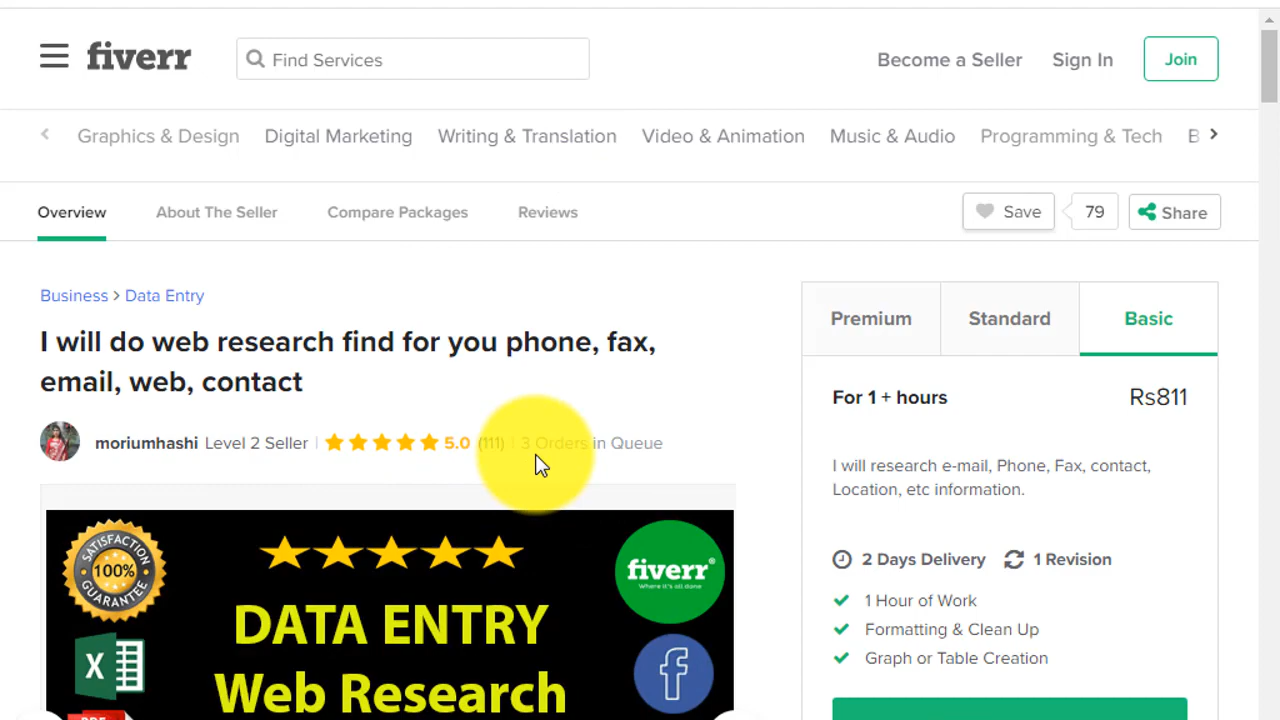 fiverr
Find Services
Become a Seller
Sign In
Join
Graphics & Design
Digital Marketing
Writing & Translation
Video & Animation
Music & Audio
Programming & Tech
B
Overview
About The Seller
Compare Packages
Reviews
Save
79
Share
Business > Data Entry
I will do web research find for you phone, fax,
email, web, contact
moriumhashi Level 2 Seller | 5.0 (111) | 3 Orders in Queue
SATISFACTION
100%
GUARANTEE
DATA ENTRY
Web Research
fiverr®
Where it's all done
f
X
PDF
Premium
Standard
Basic
For 1 + hours
Rs811
I will research e-mail, Phone, Fax, contact,
Location, etc information.
2 Days Delivery
1 Revision
1 Hour of Work
Formatting & Clean Up
Graph or Table Creation